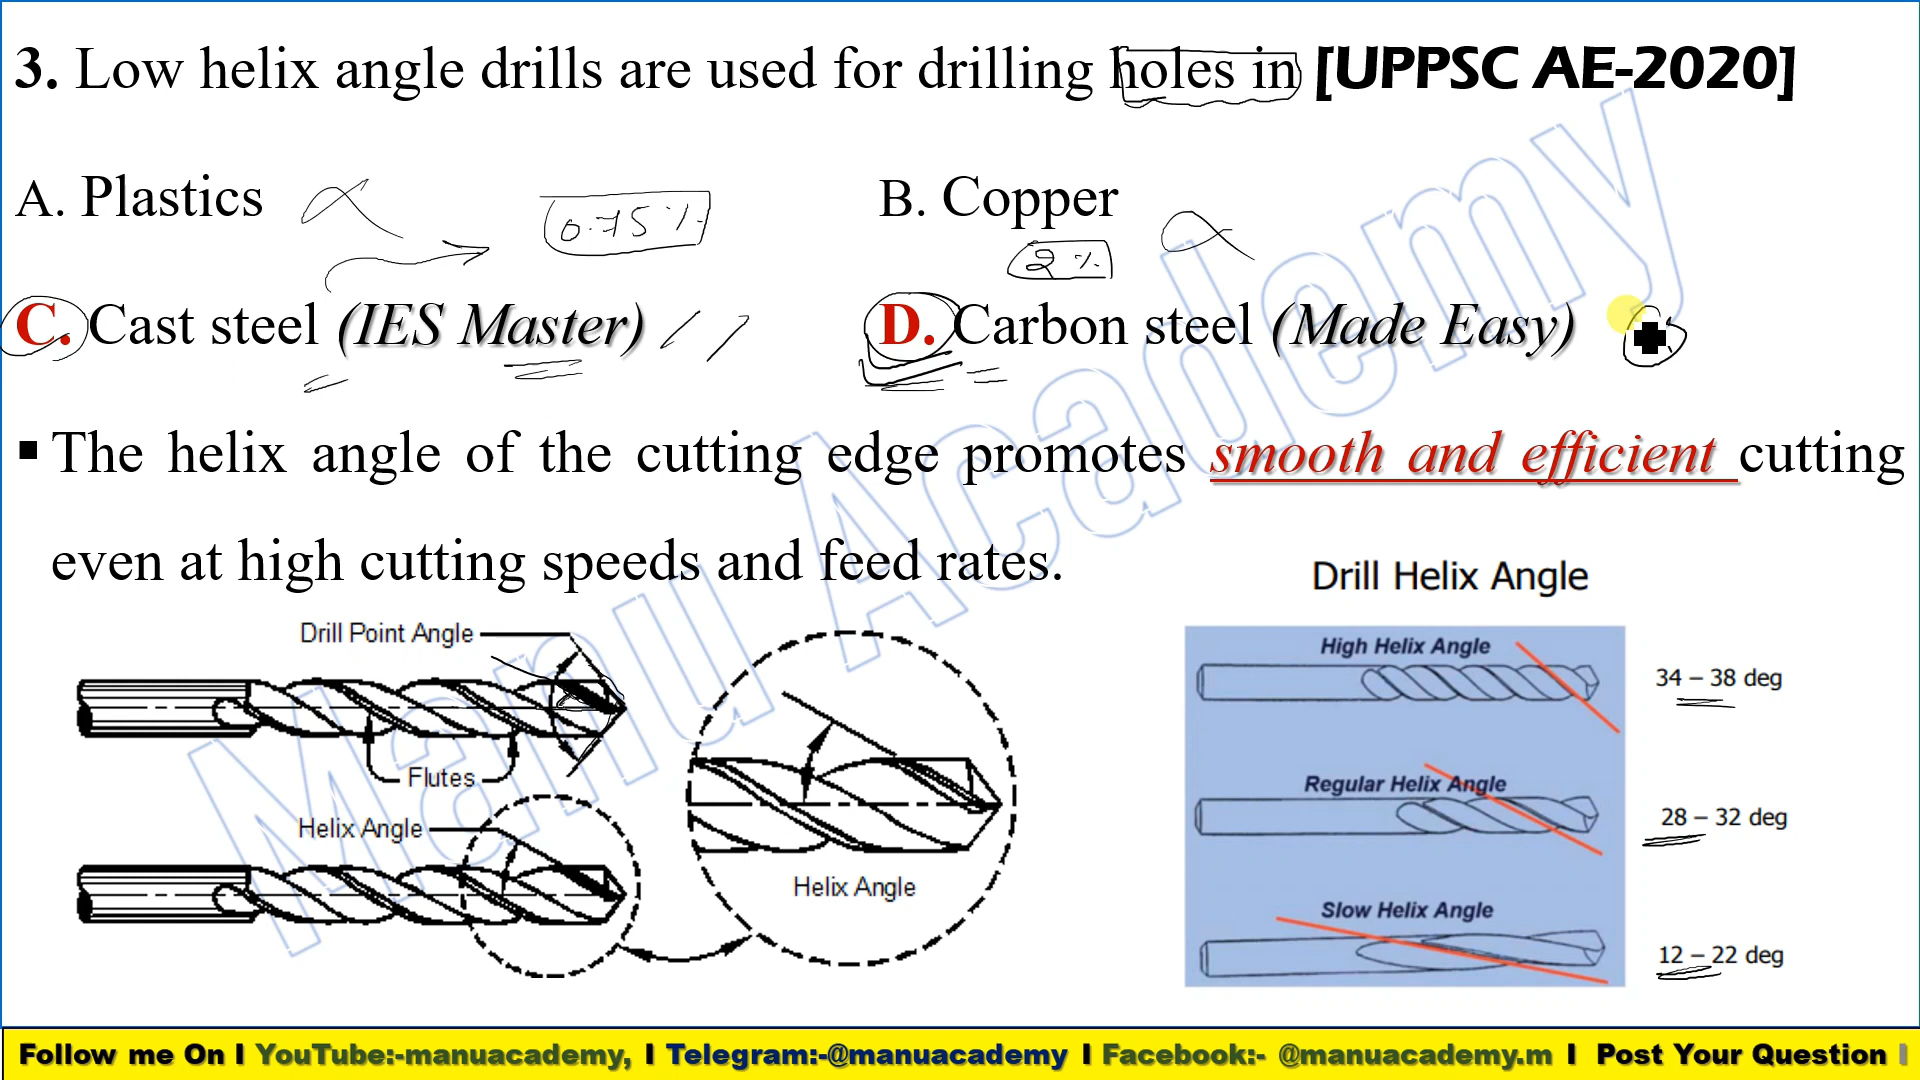 3. Low helix angle drills are used for drilling holes in [UPPSC AE-2020]
A. Plastics
B. Copper
0.75 %
2 %
C. Cast steel (IES Master)
D. Carbon steel (Made Easy)
▪ The helix angle of the cutting edge promotes smooth and efficient cutting
even at high cutting speeds and feed rates.
Drill Point Angle
Flutes
Helix Angle
Helix Angle
Drill Helix Angle
High Helix Angle
34 – 38 deg
Regular Helix Angle
28 – 32 deg
Slow Helix Angle
12 – 22 deg
Manu Academy
Follow me On I YouTube:-manuacademy, I Telegram:-@manuacademy I Facebook:- @manuacademy.m I Post Your Question I